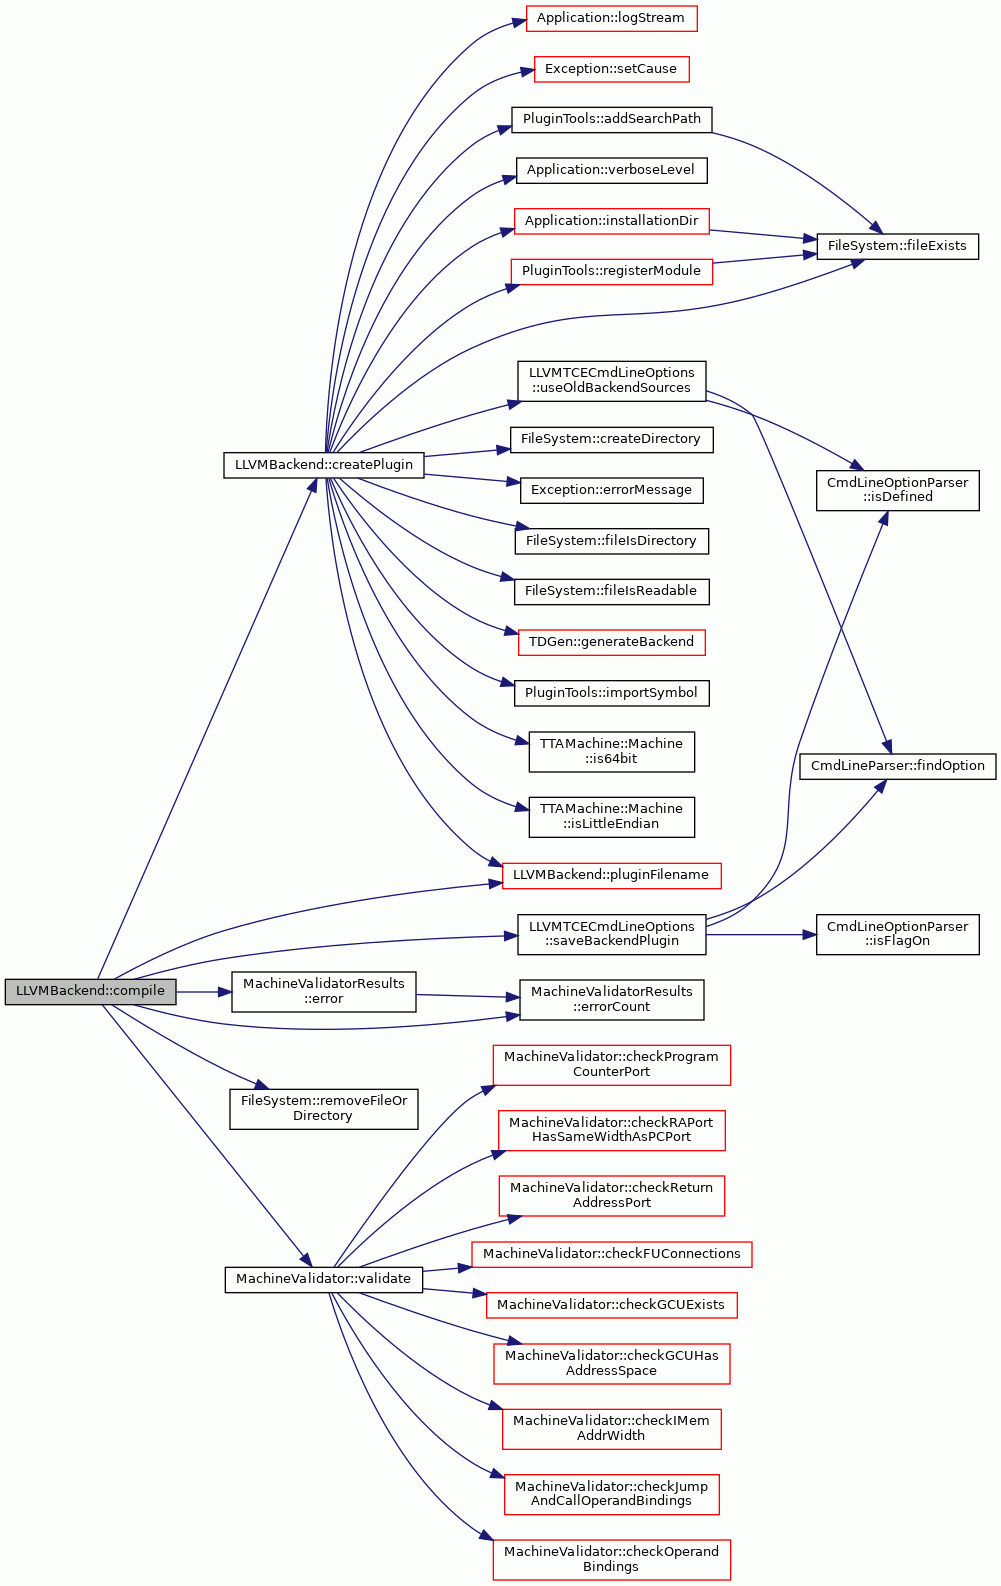 Application::logStream
Exception::setCause
PluginTools::addSearchPath
Application::verboseLevel
Application::installationDir
FileSystem::fileExists
PluginTools::registerModule
LLVMTCECmdLineOptions
::useOldBackendSources
FileSystem::createDirectory
LLVMBackend::createPlugin
Exception::errorMessage
CmdLineOptionParser
::isDefined
FileSystem::fileIsDirectory
FileSystem::fileIsReadable
TDGen::generateBackend
PluginTools::importSymbol
TTAMachine::Machine
::is64bit
CmdLineParser::findOption
TTAMachine::Machine
::isLittleEndian
LLVMBackend::pluginFilename
LLVMTCECmdLineOptions
::saveBackendPlugin
CmdLineOptionParser
::isFlagOn
LLVMBackend::compile
MachineValidatorResults
::error
MachineValidatorResults
::errorCount
MachineValidator::checkProgram
CounterPort
FileSystem::removeFileOr
Directory
MachineValidator::checkRAPort
HasSameWidthAsPCPort
MachineValidator::checkReturn
AddressPort
MachineValidator::checkFUConnections
MachineValidator::validate
MachineValidator::checkGCUExists
MachineValidator::checkGCUHas
AddressSpace
MachineValidator::checkIMem
AddrWidth
MachineValidator::checkJump
AndCallOperandBindings
MachineValidator::checkOperand
Bindings